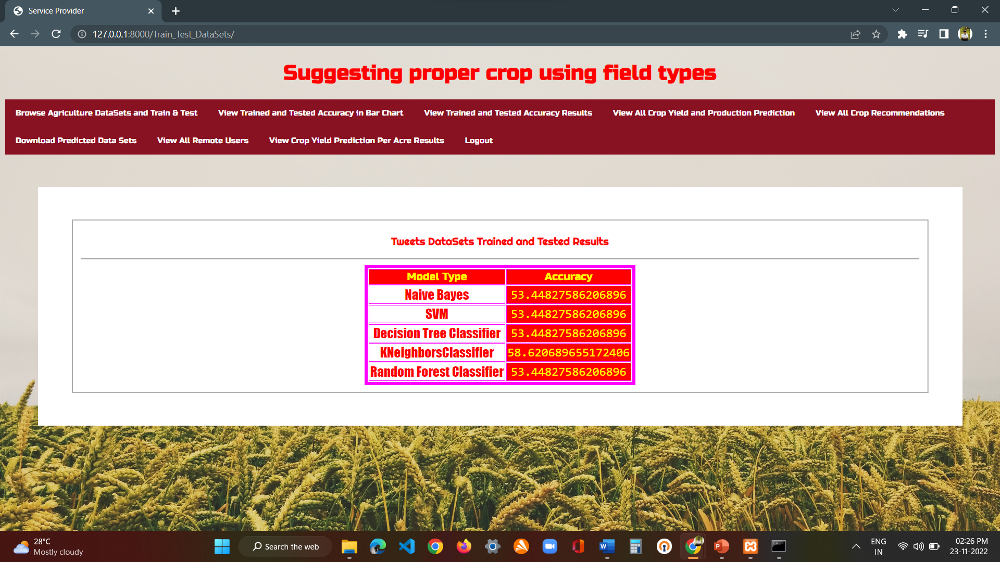 Service Provider
127.0.0.1:8000/Train_Test_DataSets/
Suggesting proper crop using field types
Browse Agriculture DataSets and Train & Test View Trained and Tested Accuracy in Bar Chart View Trained and Tested Accuracy Results View All Crop Yield and Production Prediction View All Crop Recommendations
Download Predicted Data Sets View All Remote Users View Crop Yield Prediction Per Acre Results Logout
Tweets DataSets Trained and Tested Results
Model Type Accuracy
Naive Bayes 53.44827586206896
SVM 53.44827586206896
Decision Tree Classifier 53.44827586206896
KNeighborsClassifier 58.620689655172406
Random Forest Classifier 53.44827586206896
28°C
Mostly cloudy
Search the web
ENG
IN
02:26 PM
23-11-2022